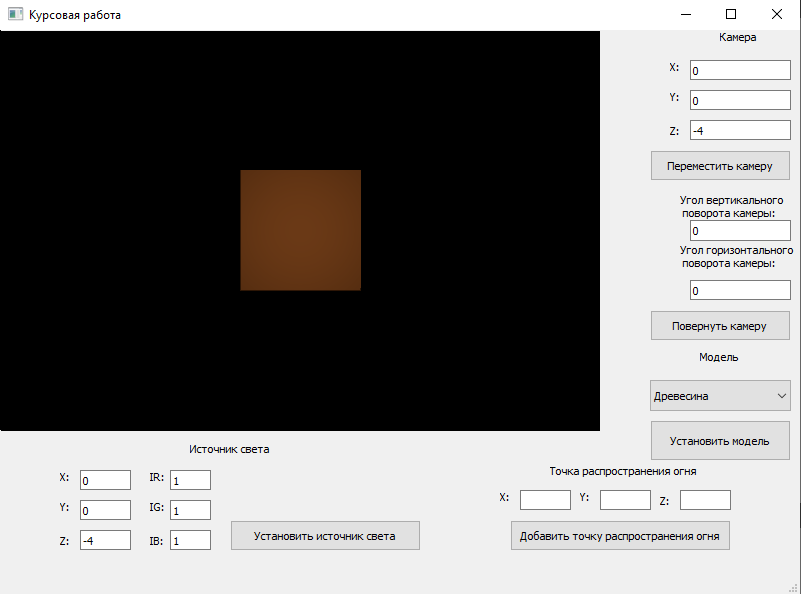 Курсовая работа
Камера
X: 0
Y: 0
Z: -4
Переместить камеру
Угол вертикального
поворота камеры:
0
Угол горизонтального
поворота камеры:
0
Повернуть камеру
Модель
Древесина
Установить модель
Источник света
X: 0 IR: 1
Y: 0 IG: 1
Z: -4 IB: 1
Установить источник света
Точка распространения огня
X: Y: Z:
Добавить точку распространения огня